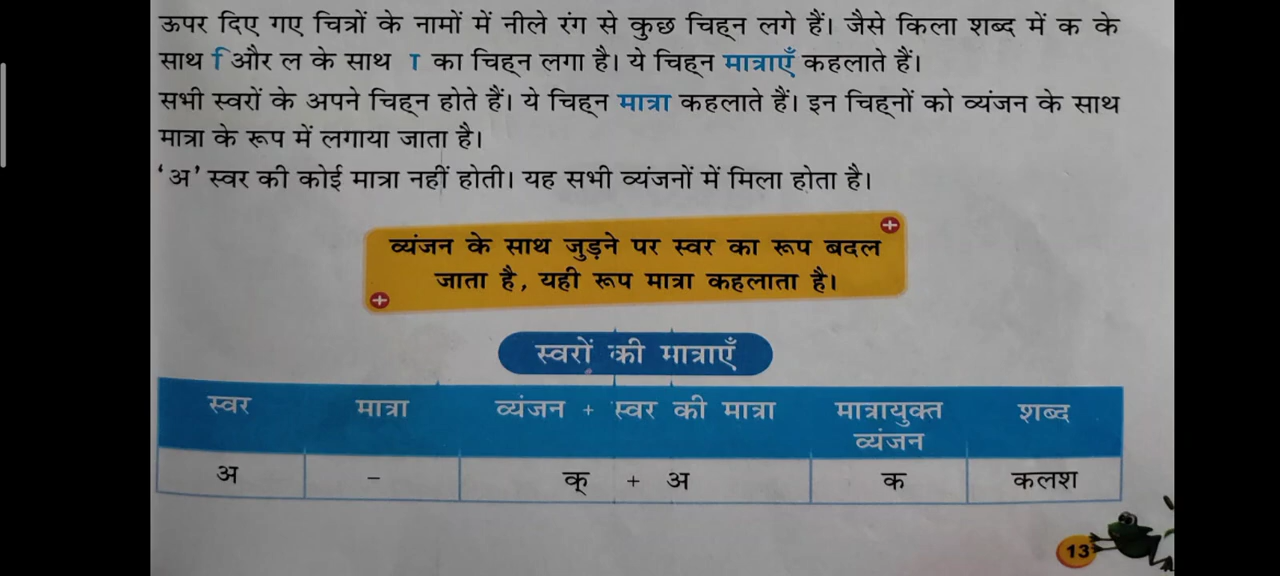 ऊपर दिए गए चित्रों के नामों में नीले रंग से कुछ चिह्न लगे हैं। जैसे किला शब्द में क के
साथ ि और ल के साथ ा का चिह्न लगा है। ये चिह्न मात्राएँ कहलाते हैं।
सभी स्वरों के अपने चिह्न होते हैं। ये चिह्न मात्रा कहलाते हैं। इन चिह्नों को व्यंजन के साथ
मात्रा के रूप में लगाया जाता है।
‘अ’ स्वर की कोई मात्रा नहीं होती। यह सभी व्यंजनों में मिला होता है।
व्यंजन के साथ जुड़ने पर स्वर का रूप बदल
जाता है, यही रूप मात्रा कहलाता है।
स्वरों की मात्राएँ
स्वर मात्रा व्यंजन + स्वर की मात्रा मात्रायुक्त व्यंजन शब्द
अ – क् + अ क कलश
13